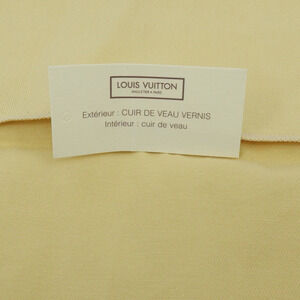 LOUIS VUITTON
MALLETIER A PARIS
Extérieur : CUIR DE VEAU VERNIS
Intérieur : cuir de veau